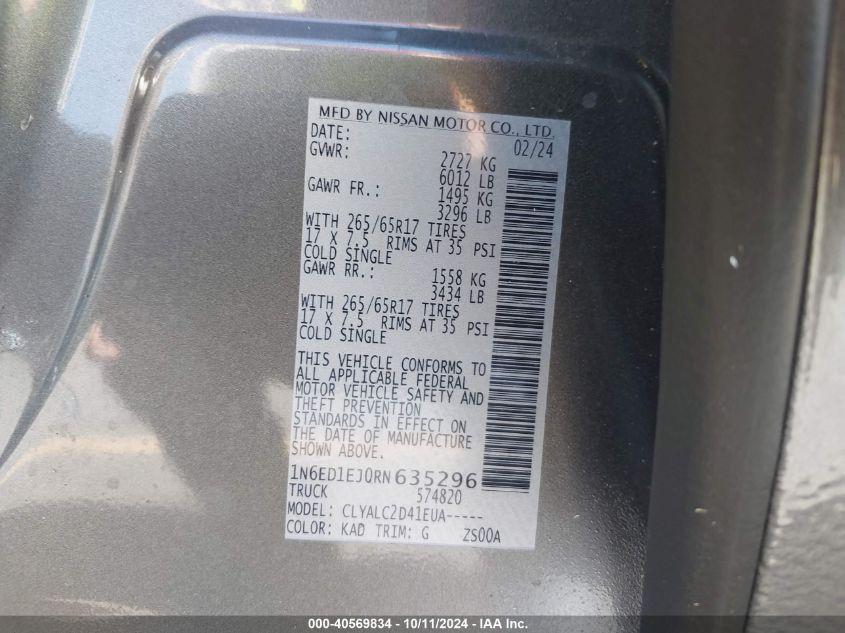 MFD BY NISSAN MOTOR CO., LTD.
DATE: 02/24
GVWR: 2727 KG
6012 LB
GAWR FR.: 1495 KG
3296 LB
WITH 265/65R17 TIRES
17 X 7.5 RIMS AT 35 PSI
COLD SINGLE
GAWR RR.: 1558 KG
3434 LB
WITH 265/65R17 TIRES
17 X 7.5 RIMS AT 35 PSI
COLD SINGLE
THIS VEHICLE CONFORMS TO
ALL APPLICABLE FEDERAL
MOTOR VEHICLE SAFETY AND
THEFT PREVENTION
STANDARDS IN EFFECT ON
THE DATE OF MANUFACTURE
SHOWN ABOVE.
1N6ED1EJ0RN635296
TRUCK 574820
MODEL: CLYALC2D41EUA-----
COLOR: KAD TRIM: G ZS00A
000-40569834 - 10/11/2024 - IAA Inc.